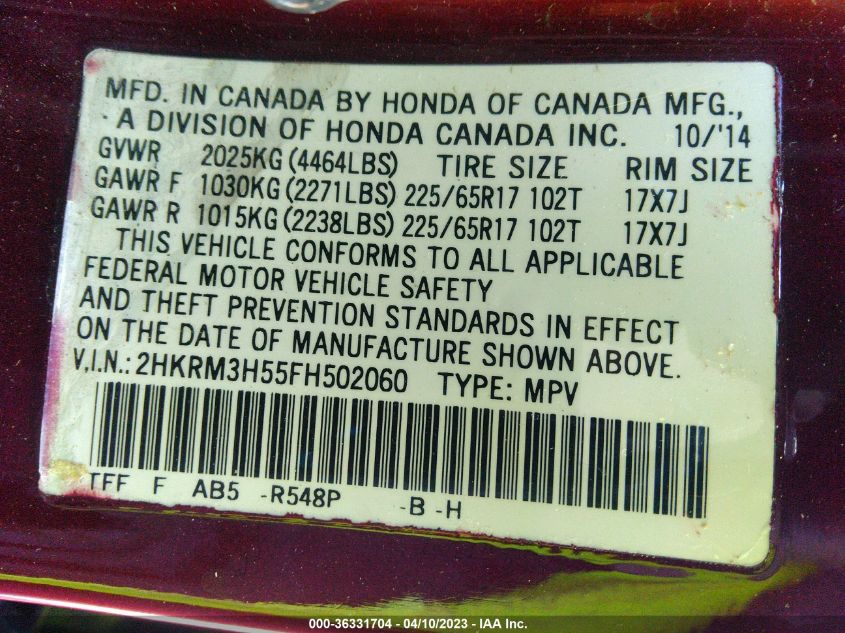 MFD. IN CANADA BY HONDA OF CANADA MFG.,
A DIVISION OF HONDA CANADA INC. 10/'14
GVWR 2025KG (4464LBS) TIRE SIZE RIM SIZE
GAWR F 1030KG (2271LBS) 225/65R17 102T 17X7J
GAWR R 1015KG (2238LBS) 225/65R17 102T 17X7J
THIS VEHICLE CONFORMS TO ALL APPLICABLE
FEDERAL MOTOR VEHICLE SAFETY
AND THEFT PREVENTION STANDARDS IN EFFECT
ON THE DATE OF MANUFACTURE SHOWN ABOVE.
V.I.N.: 2HKRM3H55FH502060 TYPE: MPV
TFF F AB5 -R548P -B -H
000-36331704 - 04/10/2023 - IAA Inc.